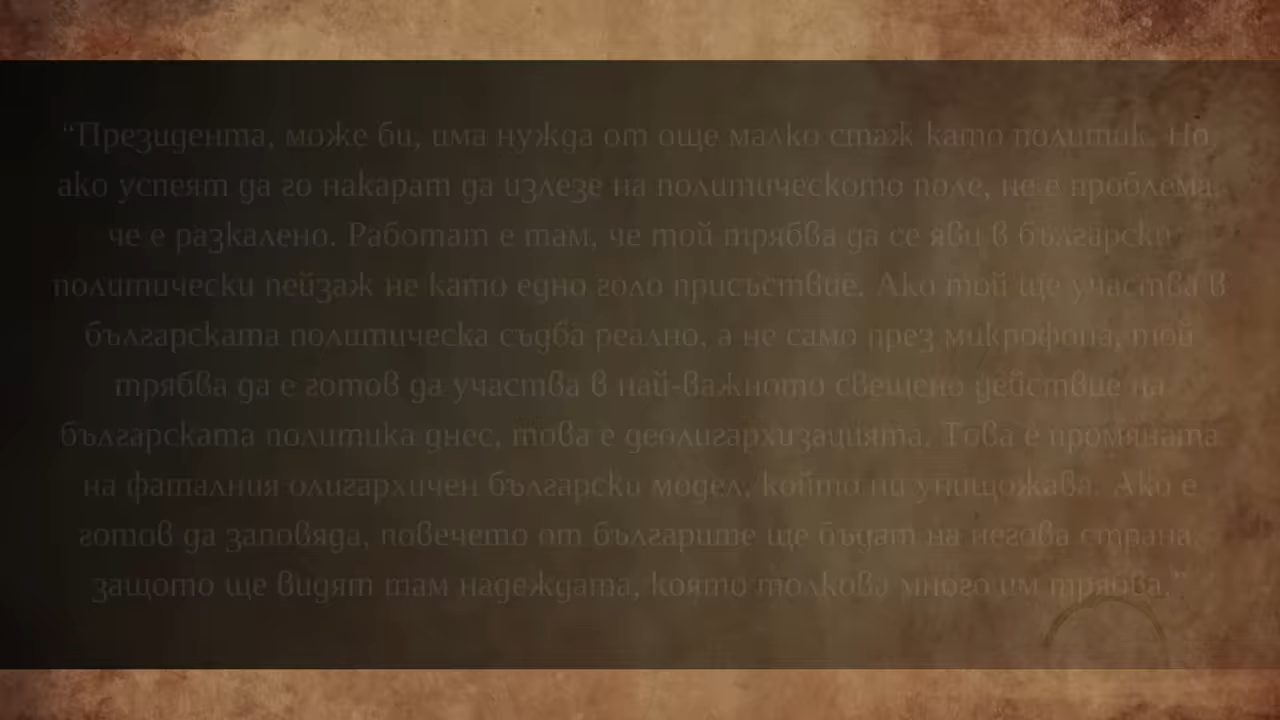 “Президента, може би, има нужда от още малко стаж като политик. Но
ако успеят да го накарат да излезе на политическото поле, не е проблема,
че е разкалено. Работат е там, че той трябва да се яви в български
политически пейзаж не като едно голо присъствие. Ако той ще участва в
българската политическа съдба реално, а не само през микрофона, той
трябва да е готов да участва в най-важното свещено действие на
българската политика днес, това е деолигархизацията. Това е промяната
на фаталния олигархичен български модел, който ни унищожава. Ако е
готов да заповяда, повечето от българите ще бъдат на негова страна
защото ще видят там надеждата, която толкова много им трябва.”